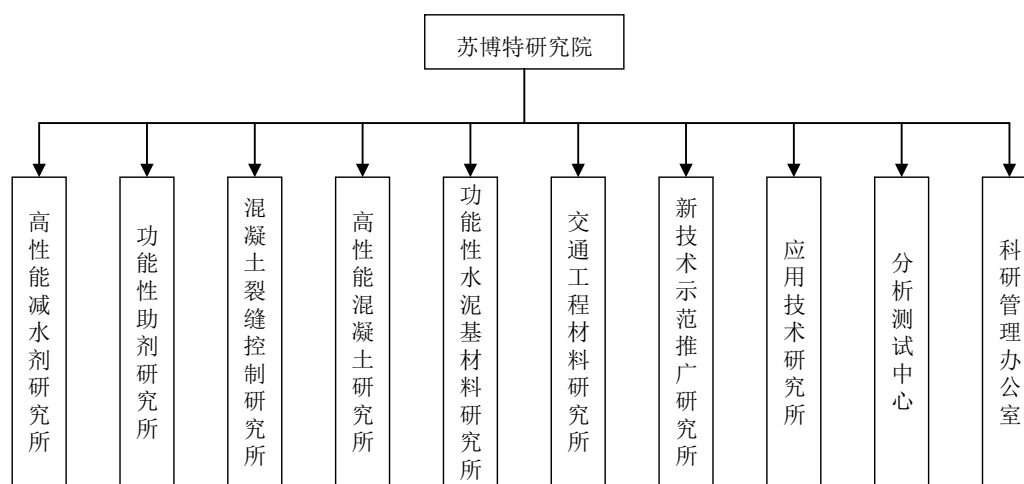 苏博特研究院
高性能减水剂研究所
功能性助剂研究所
混凝土裂缝控制研究所
高性能混凝土研究所
功能性水泥基材料研究所
交通工程材料研究所
新技术示范推广研究所
应用技术研究所
分析测试中心
科研管理办公室